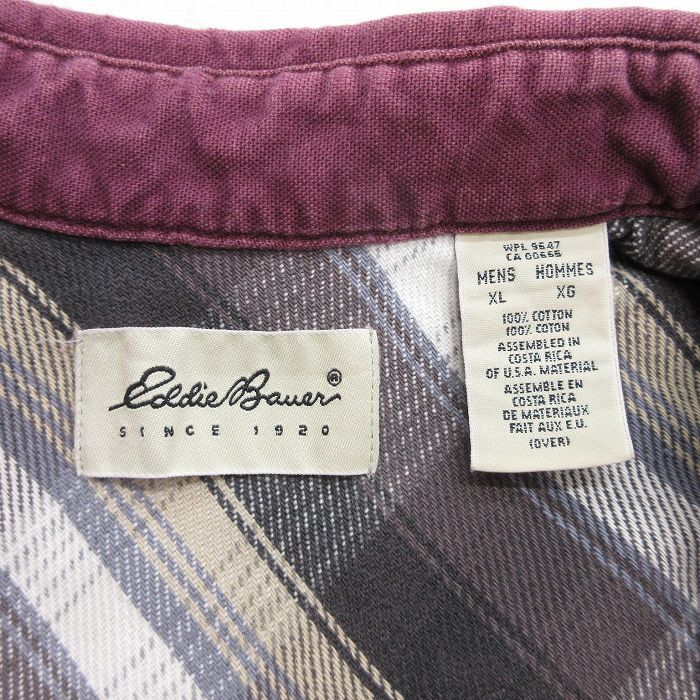 Eddie Bauer®
SINCE 1920
WPL 9647
CA 00665
MENS HOMMES
XL XG
100% COTTON
100% COTON
ASSEMBLED IN
COSTA RICA
OF U.S.A. MATERIAL
ASSEMBLE EN
COSTA RICA
DE MATERIAUX
FAIT AUX E.U.
(OVER)